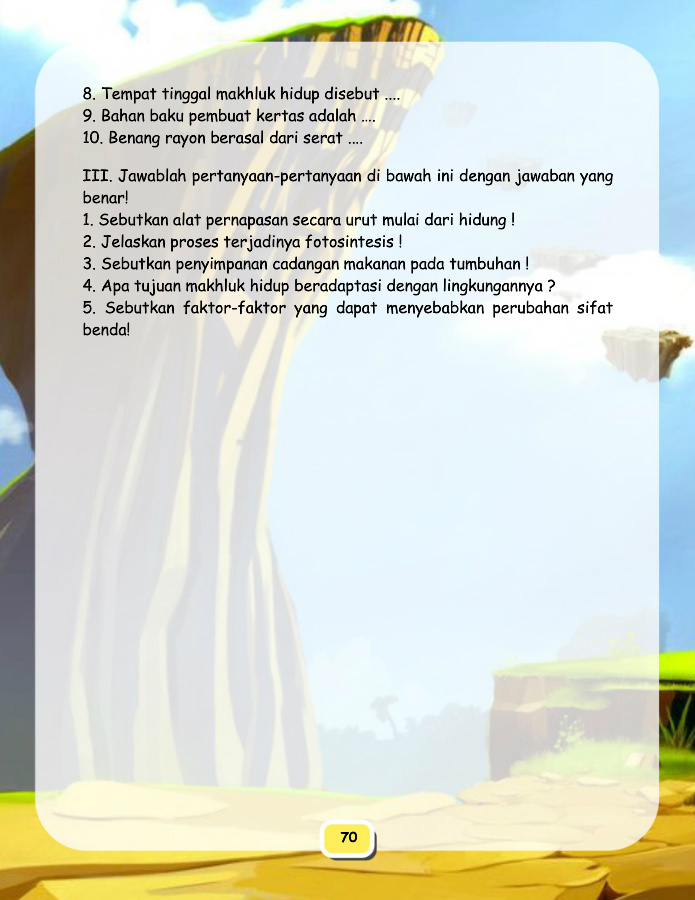 8. Tempat tinggal makhluk hidup disebut ....
9. Bahan baku pembuat kertas adalah ....
10. Benang rayon berasal dari serat ....
III. Jawablah pertanyaan-pertanyaan di bawah ini dengan jawaban yang
benar!
1. Sebutkan alat pernapasan secara urut mulai dari hidung !
2. Jelaskan proses terjadinya fotosintesis !
3. Sebutkan penyimpanan cadangan makanan pada tumbuhan !
4. Apa tujuan makhluk hidup beradaptasi dengan lingkungannya ?
5. Sebutkan faktor-faktor yang dapat menyebabkan perubahan sifat
benda!
70